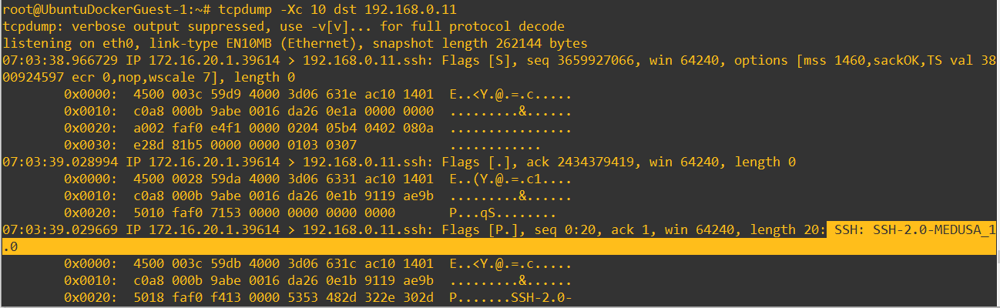 root@UbuntuDockerGuest-1:~# tcpdump -Xc 10 dst 192.168.0.11
tcpdump: verbose output suppressed, use -v[v]... for full protocol decode
listening on eth0, link-type EN10MB (Ethernet), snapshot length 262144 bytes
07:03:38.966729 IP 172.16.20.1.39614 > 192.168.0.11.ssh: Flags [S], seq 3659927066, win 64240, options [mss 1460,sackOK,TS val 38
00924597 ecr 0,nop,wscale 7], length 0
0x0000:  4500 003c 59d9 4000 3d06 631e ac10 1401  E..<Y.@.=.c.....
0x0010:  c0a8 000b 9abe 0016 da26 0e1a 0000 0000  .........&......
0x0020:  a002 faf0 e4f1 0000 0204 05b4 0402 080a  ................
0x0030:  e28d 81b5 0000 0000 0103 0307            ............
07:03:39.028994 IP 172.16.20.1.39614 > 192.168.0.11.ssh: Flags [.], ack 2434379419, win 64240, length 0
0x0000:  4500 0028 59da 4000 3d06 6331 ac10 1401  E..(Y.@.=.c1....
0x0010:  c0a8 000b 9abe 0016 da26 0e1b 9119 ae9b  .........&......
0x0020:  5010 faf0 7153 0000 0000 0000 0000       P...qS........
07:03:39.029669 IP 172.16.20.1.39614 > 192.168.0.11.ssh: Flags [P.], seq 0:20, ack 1, win 64240, length 20: SSH: SSH-2.0-MEDUSA_1
.0
0x0000:  4500 003c 59db 4000 3d06 631c ac10 1401  E..<Y.@.=.c.....
0x0010:  c0a8 000b 9abe 0016 da26 0e1b 9119 ae9b  .........&......
0x0020:  5018 faf0 f413 0000 5353 482d 322e 302d  P.......SSH-2.0-